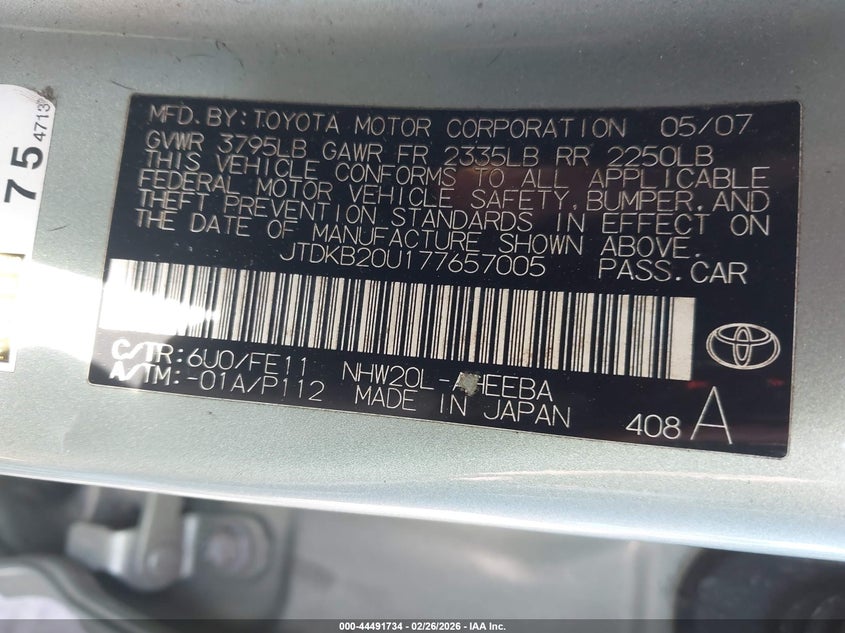 MFD.BY:TOYOTA MOTOR CORPORATION 05/07
GVWR 3795LB GAWR FR 2335LB RR 2250LB
THIS VEHICLE CONFORMS TO ALL APPLICABLE
FEDERAL MOTOR VEHICLE SAFETY,BUMPER,AND
THEFT PREVENTION STANDARDS IN EFFECT ON
THE DATE OF MANUFACTURE SHOWN ABOVE.
JTDKB20U177657005 PASS.CAR
C/TR:6U0/FE11 NHW20L-AHEEBA
A/TM:-01A/P112 MADE IN JAPAN
408 A
75
4713
000-44491734 / 02/26/2026 - IAA Inc.